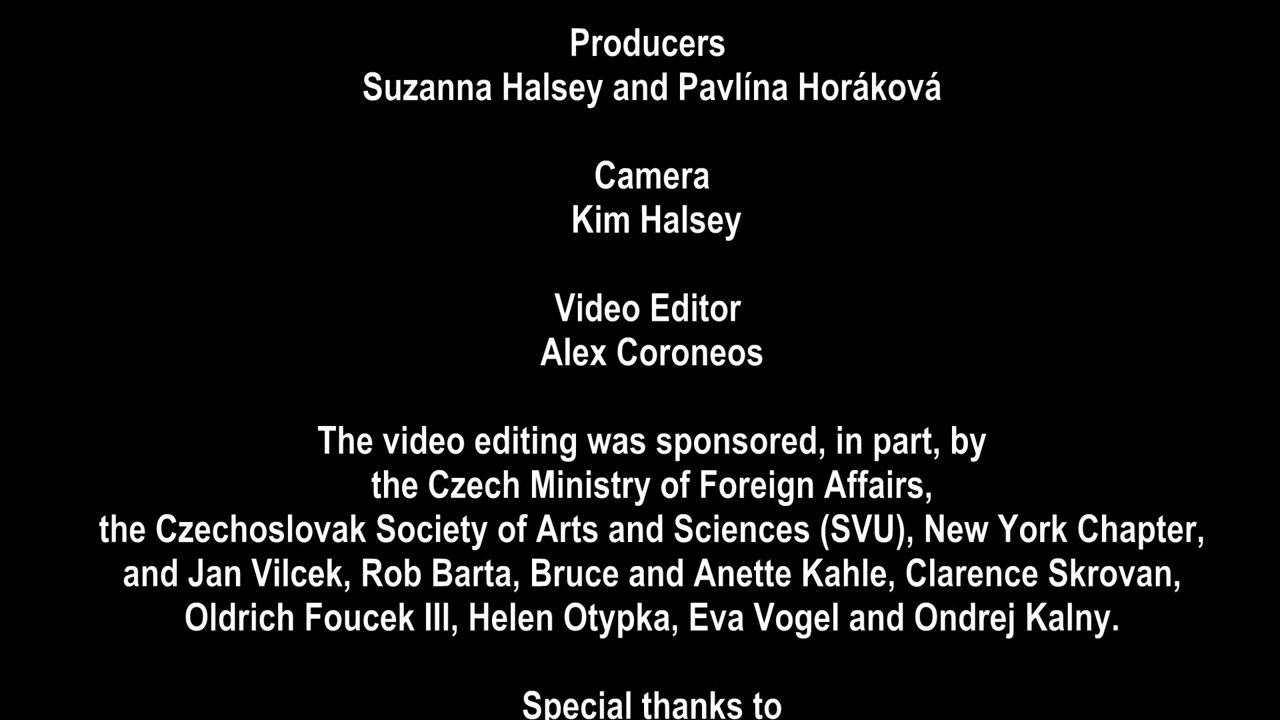 Producers
Suzanna Halsey and Pavlína Horáková
Camera
Kim Halsey
Video Editor
Alex Coroneos
The video editing was sponsored, in part, by
the Czech Ministry of Foreign Affairs,
the Czechoslovak Society of Arts and Sciences (SVU), New York Chapter,
and Jan Vilcek, Rob Barta, Bruce and Anette Kahle, Clarence Skrovan,
Oldrich Foucek III, Helen Otypka, Eva Vogel and Ondrej Kalny.
Special thanks to